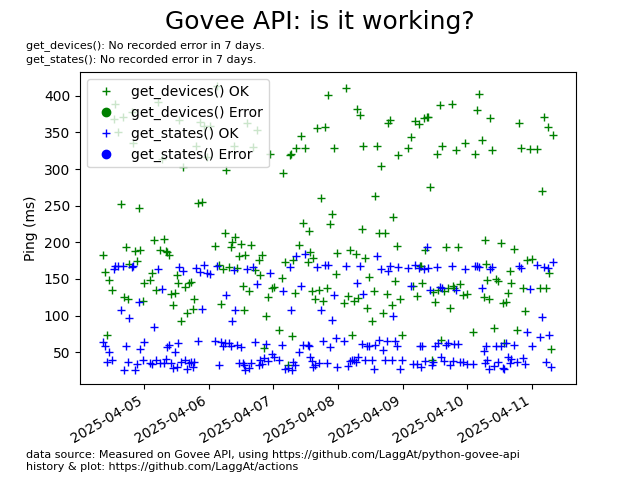 Govee API: is it working?
get_devices(): No recorded error in 7 days.
get_states(): No recorded error in 7 days.
get_devices() OK
get_devices() Error
get_states() OK
get_states() Error
Ping (ms)
400
350
300
250
200
150
100
50
2025-04-05
2025-04-06
2025-04-07
2025-04-08
2025-04-09
2025-04-10
2025-04-11
data source: Measured on Govee API, using https://github.com/LaggAt/python-govee-api
history & plot: https://github.com/LaggAt/actions